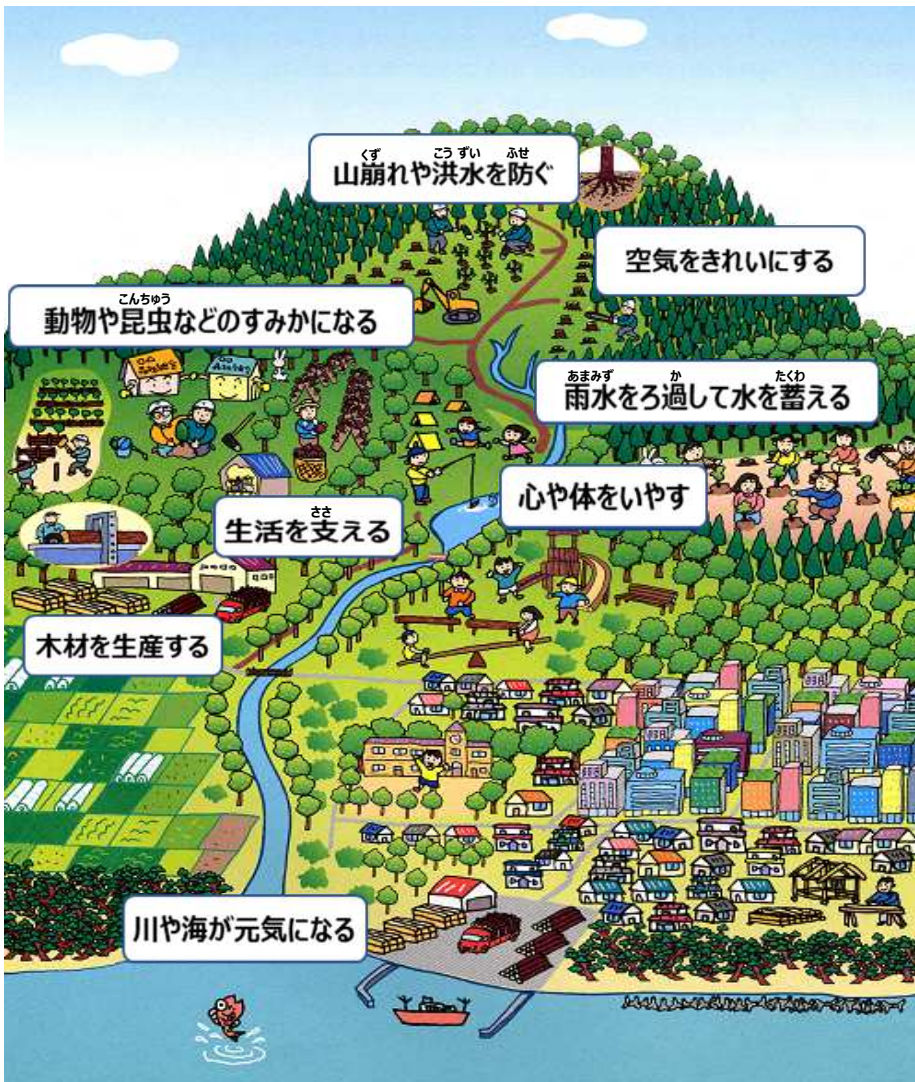 山崩れや洪水を防ぐ
空気をきれいにする
動物や昆虫などのすみかになる
雨水をろ過して水を蓄える
心や体をいやす
生活を支える
木材を生産する
川や海が元気になる